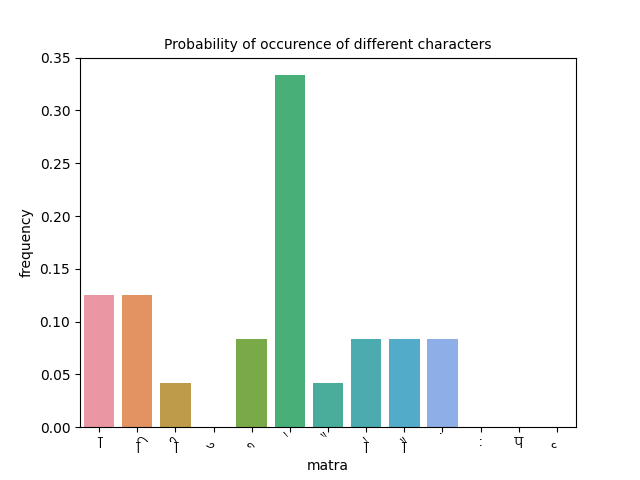 Probability of occurence of different characters
frequency
0.35
0.30
0.25
0.20
0.15
0.10
0.05
0.00
ा ि ी ु ू े ै ो ौ ं ः प ृ
matra